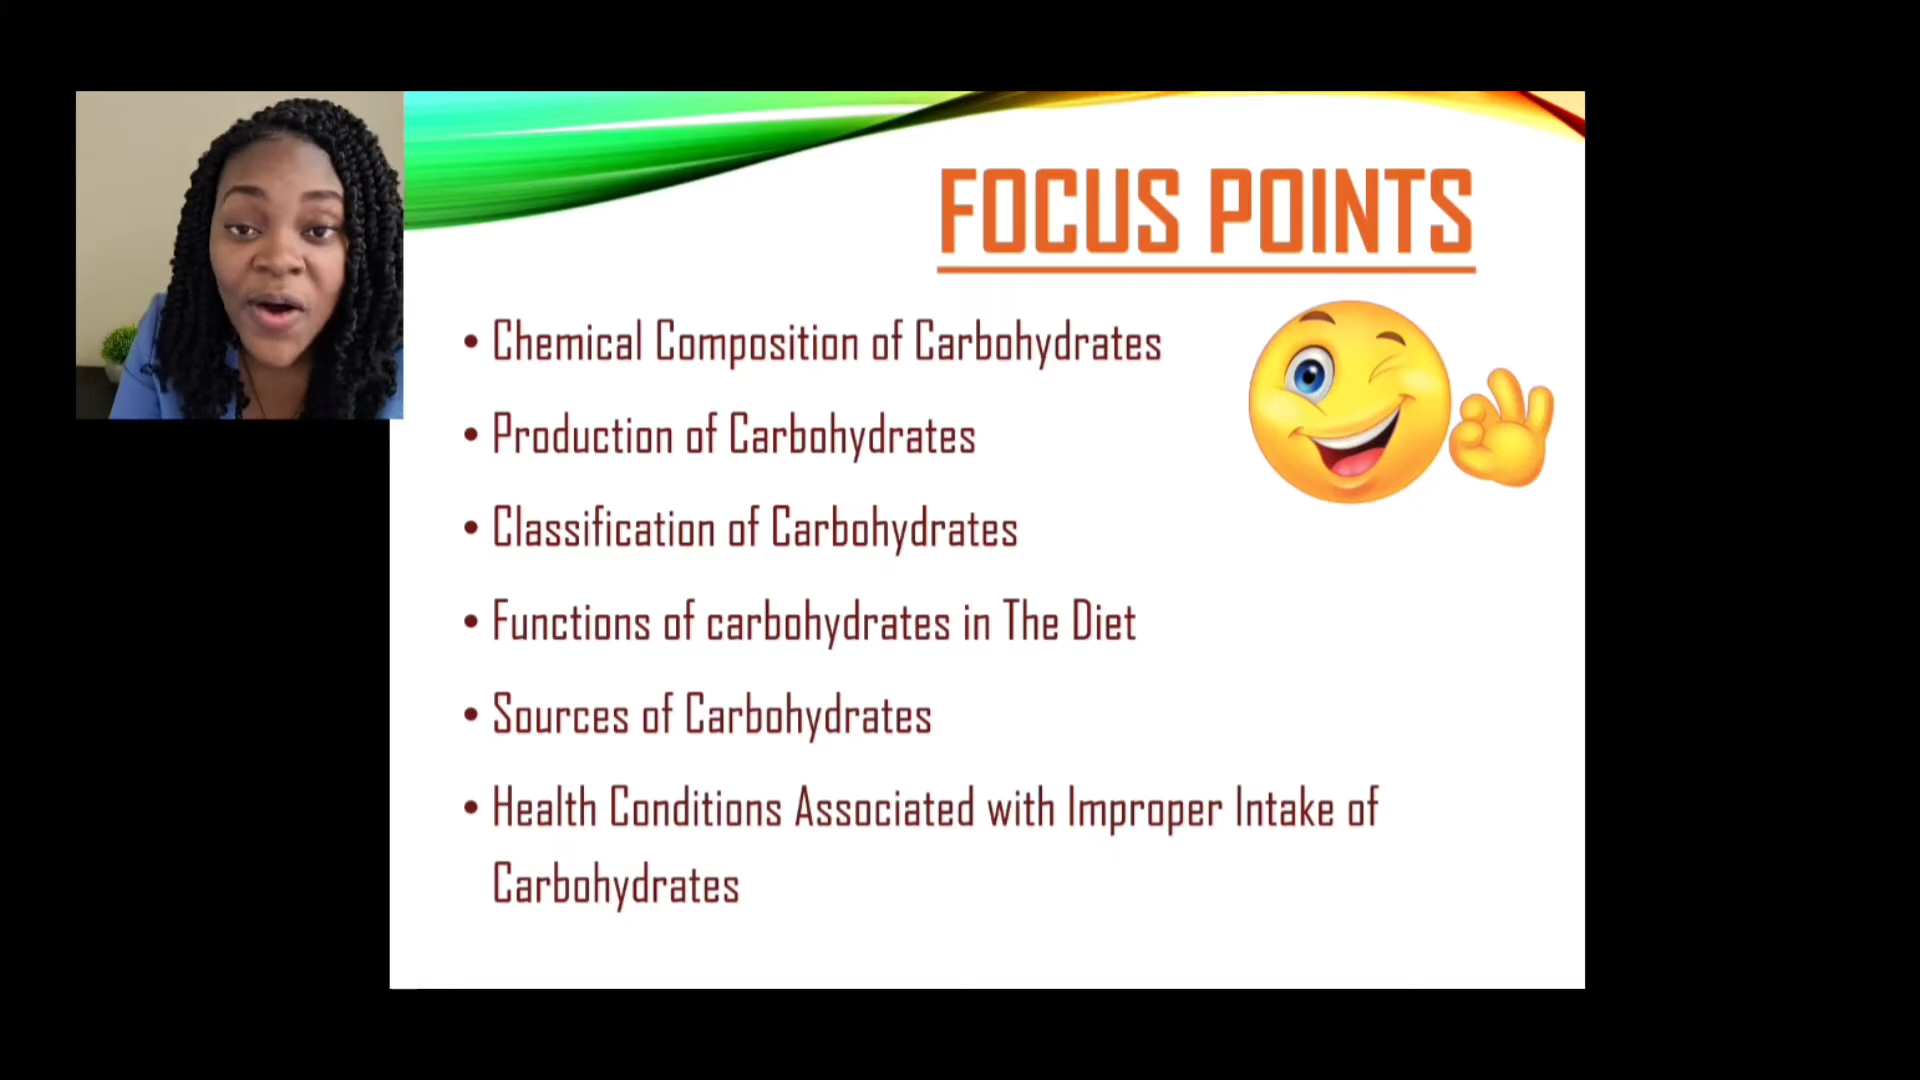 FOCUS POINTS
• Chemical Composition of Carbohydrates
• Production of Carbohydrates
• Classification of Carbohydrates
• Functions of carbohydrates in The Diet
• Sources of Carbohydrates
• Health Conditions Associated with Improper Intake of
Carbohydrates